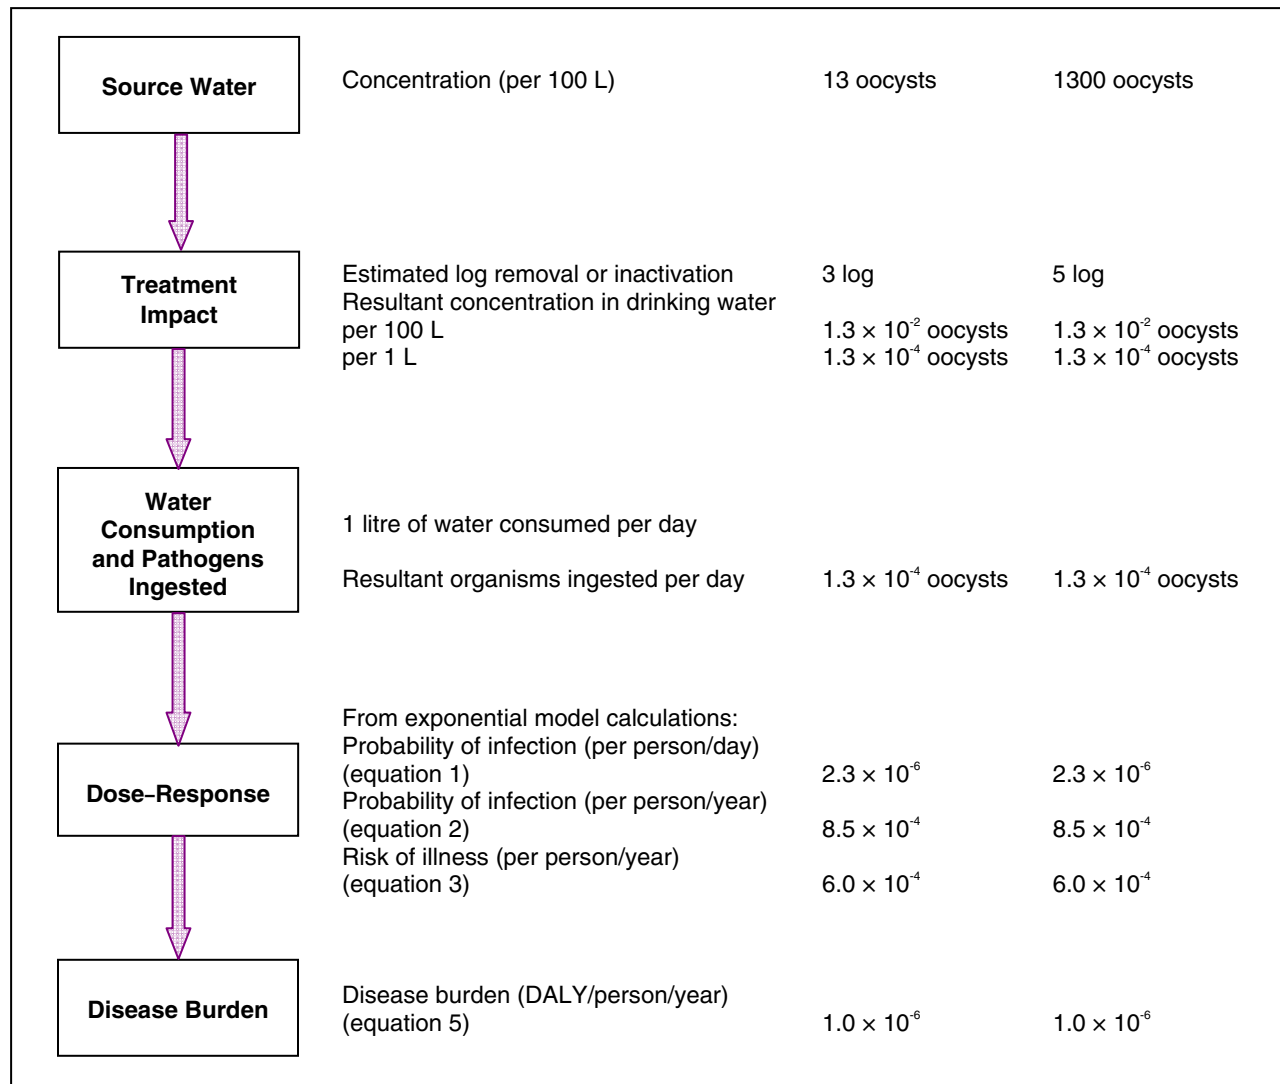 Source Water
Concentration (per 100 L) 13 oocysts 1300 oocysts
Treatment
Impact
Estimated log removal or inactivation 3 log 5 log
Resultant concentration in drinking water
per 100 L 1.3 × 10⁻² oocysts 1.3 × 10⁻² oocysts
per 1 L 1.3 × 10⁻⁴ oocysts 1.3 × 10⁻⁴ oocysts
Water
Consumption
and Pathogens
Ingested
1 litre of water consumed per day
Resultant organisms ingested per day 1.3 × 10⁻⁴ oocysts 1.3 × 10⁻⁴ oocysts
Dose–Response
From exponential model calculations:
Probability of infection (per person/day)
(equation 1) 2.3 × 10⁻⁶ 2.3 × 10⁻⁶
Probability of infection (per person/year)
(equation 2) 8.5 × 10⁻⁴ 8.5 × 10⁻⁴
Risk of illness (per person/year)
(equation 3) 6.0 × 10⁻⁴ 6.0 × 10⁻⁴
Disease Burden
Disease burden (DALY/person/year)
(equation 5) 1.0 × 10⁻⁶ 1.0 × 10⁻⁶